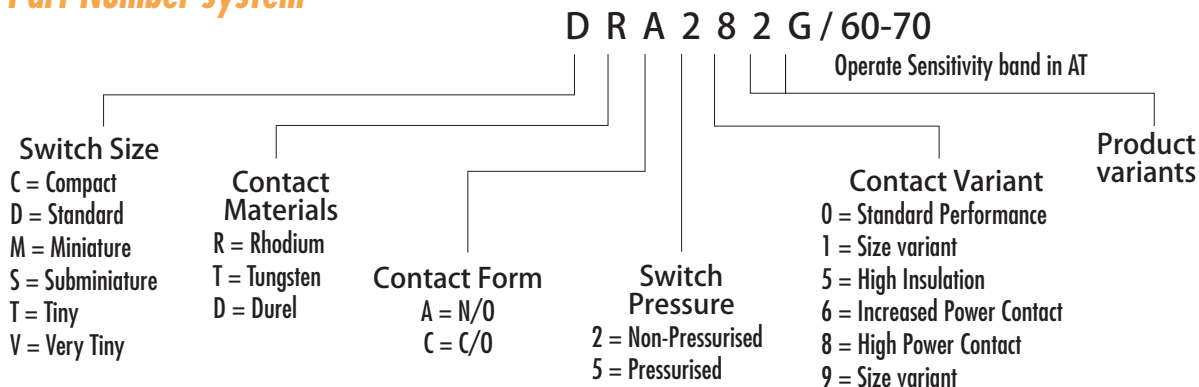 Part Number system
D R A 2 8 2 G / 60-70
Operate Sensitivity band in AT
Switch Size
C = Compact
D = Standard
M = Miniature
S = Subminiature
T = Tiny
V = Very Tiny
Contact
Materials
R = Rhodium
T = Tungsten
D = Durel
Contact Form
A = N/O
C = C/O
Switch
Pressure
2 = Non-Pressurised
5 = Pressurised
Contact Variant
0 = Standard Performance
1 = Size variant
5 = High Insulation
6 = Increased Power Contact
8 = High Power Contact
9 = Size variant
Product
variants